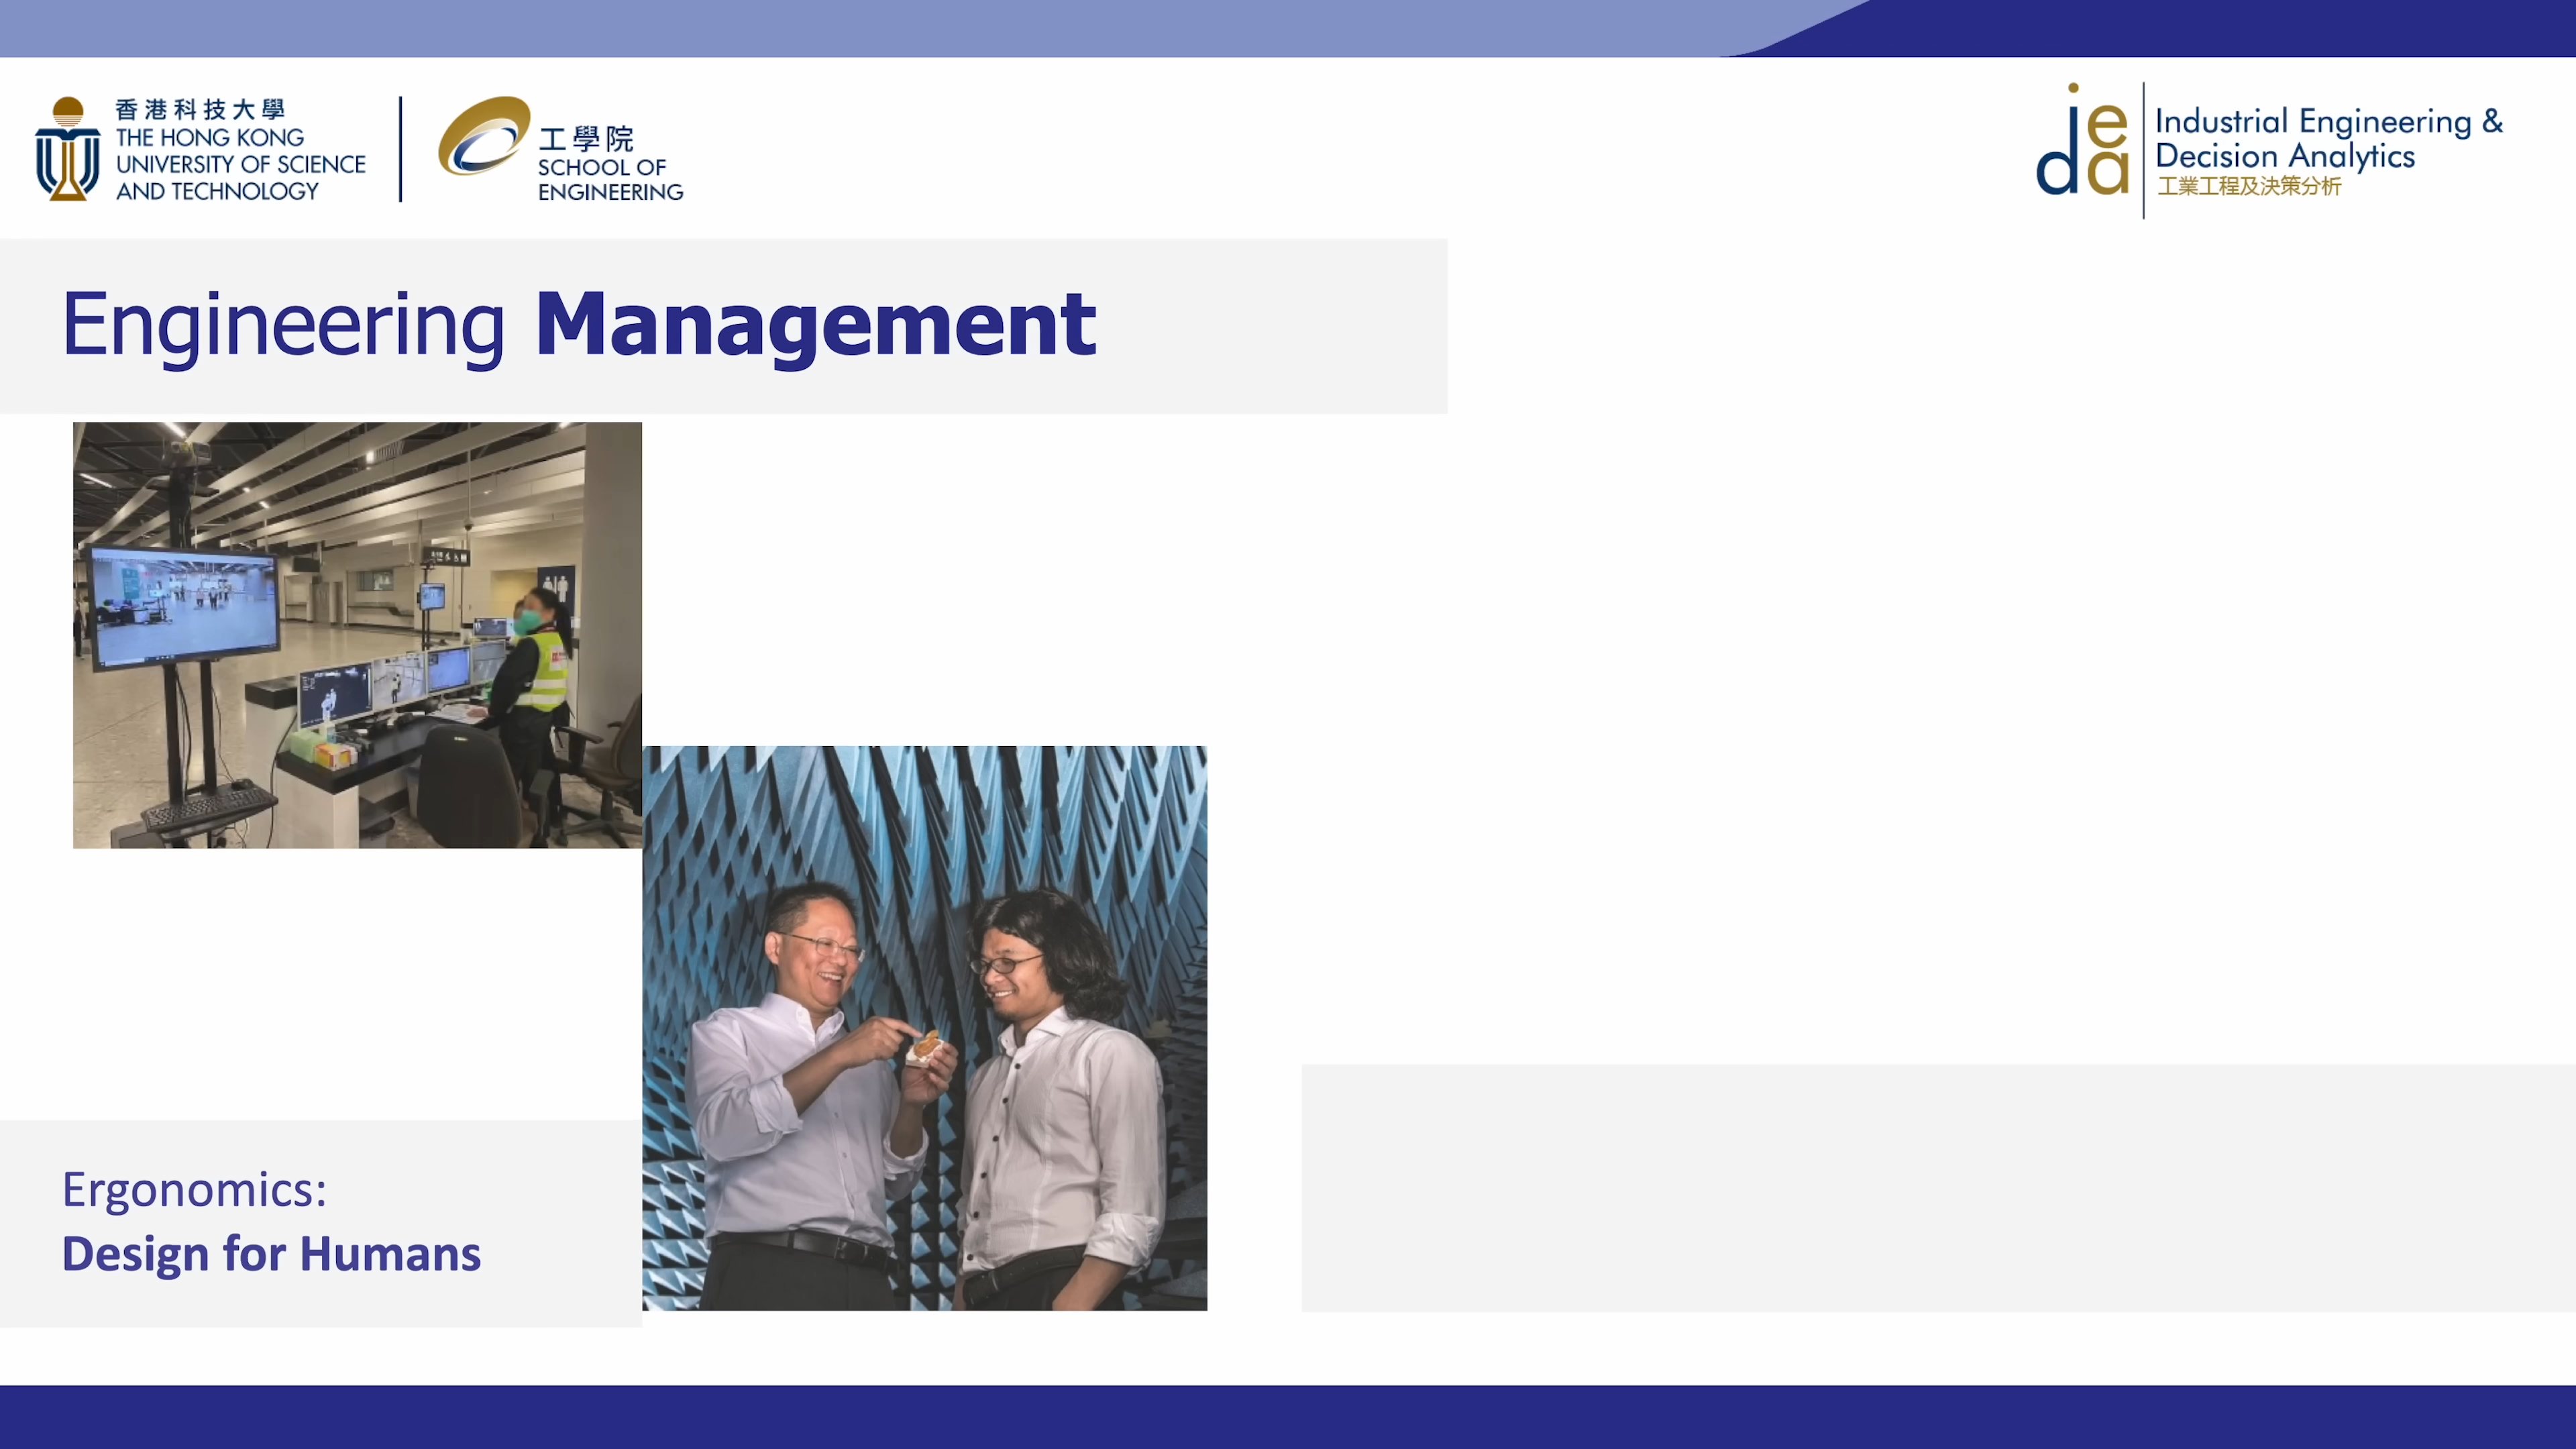 香港科技大學
THE HONG KONG
UNIVERSITY OF SCIENCE
AND TECHNOLOGY
工學院
SCHOOL OF
ENGINEERING
ieda
Industrial Engineering &
Decision Analytics
工業工程及決策分析
Engineering Management
Ergonomics:
Design for Humans